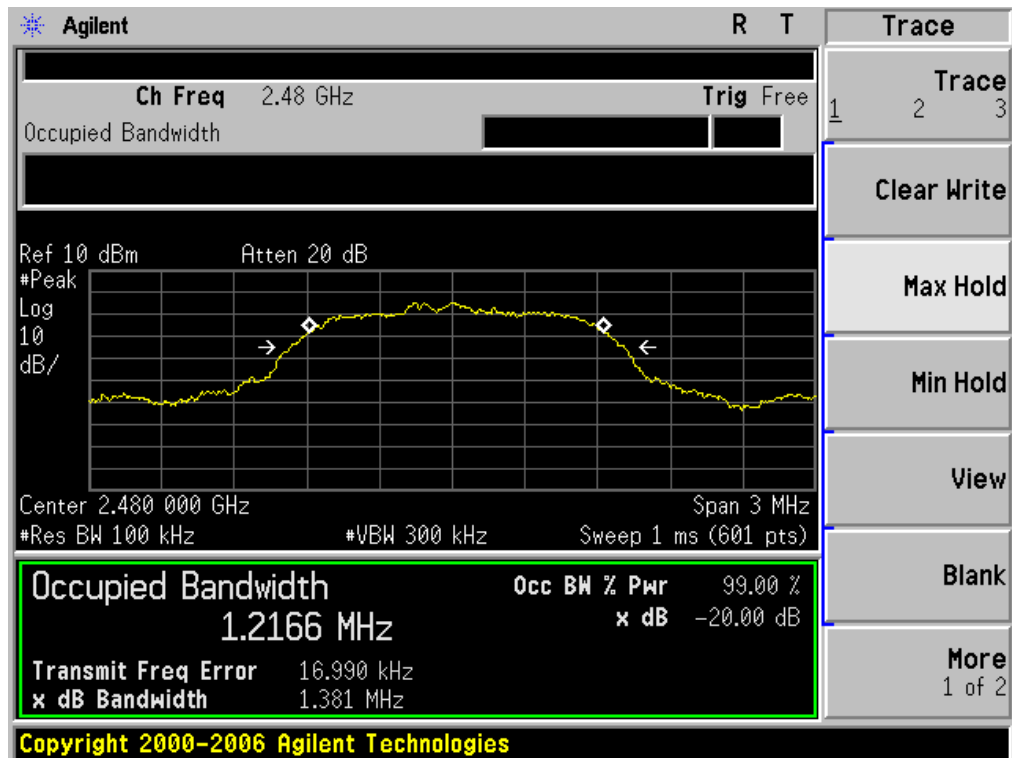 Agilent R T
Trace
Ch Freq 2.48 GHz Trig Free
Occupied Bandwidth
Trace
1 2 3
Clear Write
Max Hold
Min Hold
View
Blank
More
1 of 2
Ref 10 dBm Atten 20 dB
#Peak
Log
10
dB/
Center 2.480 000 GHz Span 3 MHz
#Res BW 100 kHz #VBW 300 kHz Sweep 1 ms (601 pts)
Occupied Bandwidth Occ BW % Pwr 99.00 %
1.2166 MHz x dB -20.00 dB
Transmit Freq Error 16.990 kHz
x dB Bandwidth 1.381 MHz
Copyright 2000-2006 Agilent Technologies